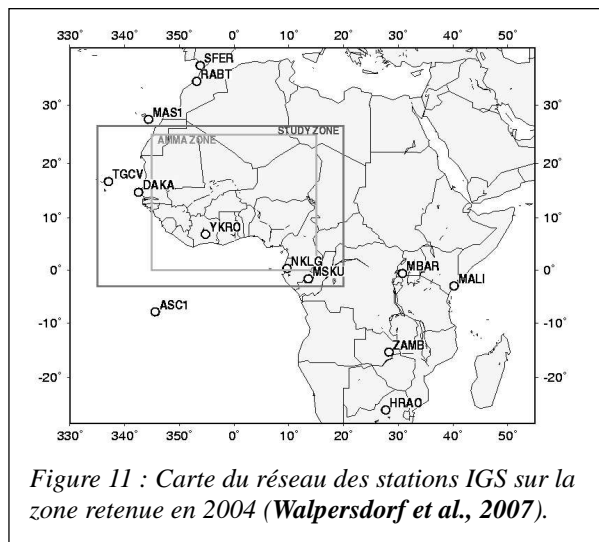 330 340 350 0 10 20 30 40 50
SFER
RABT
30 30
MAS1
STUDY ZONE
AMMA ZONE
20 20
TGCV
DAKA
10 10
YKRO
NKLG
0 MSKU MBAR 0
MALI
ASC1
-10 -10
ZAMB
-20 -20
HRAO
330 340 350 0 10 20 30 40 50
Figure 11 : Carte du réseau des stations IGS sur la
zone retenue en 2004 (Walpersdorf et al., 2007).